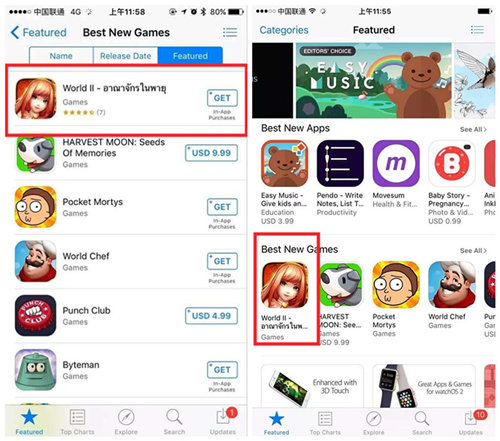 ●●●○○ 中国联通 4G 上午11:58 80%
Featured
Best New Games
Name
Release Date
Featured
World II - อาณาจักรในพายุ
Games
(7)
GET
In-App
Purchases
HARVEST MOON: Seeds
Of Memories
Games
USD 9.99
Pocket Mortys
Games
GET
In-App
Purchases
World Chef
Games
GET
In-App
Purchases
PUNCH
CLUB
Punch Club
Games
USD 4.99
Byteman
Games
GET
In-App
Purchases
Featured
Top Charts
Explore
Search
Updates
1
●●○○○ 中国联通 上午11:55
Categories
Featured
EDITORS' CHOICE
EASY
MUSIC
Best New Apps
See All >
Easy Music -
Give kids an...
Education
USD 3.99
Pendo - Write
Notes, List T...
Productivity
m
Movesum
Health & Fit...
B
Baby Story -
Pregnancy...
Photo & Vid...
USD 0.99
Ani
Ink
Ent
USD
Best New Games
See All >
World II -
อาณาจักรในพ...
Games
HARVEST
MOON: See...
Games
USD 9.99
Pocket
Mortys
Games
World Chef
Games
Pun
Gam
USD
Enhanced with
3D Touch
Great Apps & Games
for watchOS 2
Featured
Top Charts
Explore
Search
Updates
10